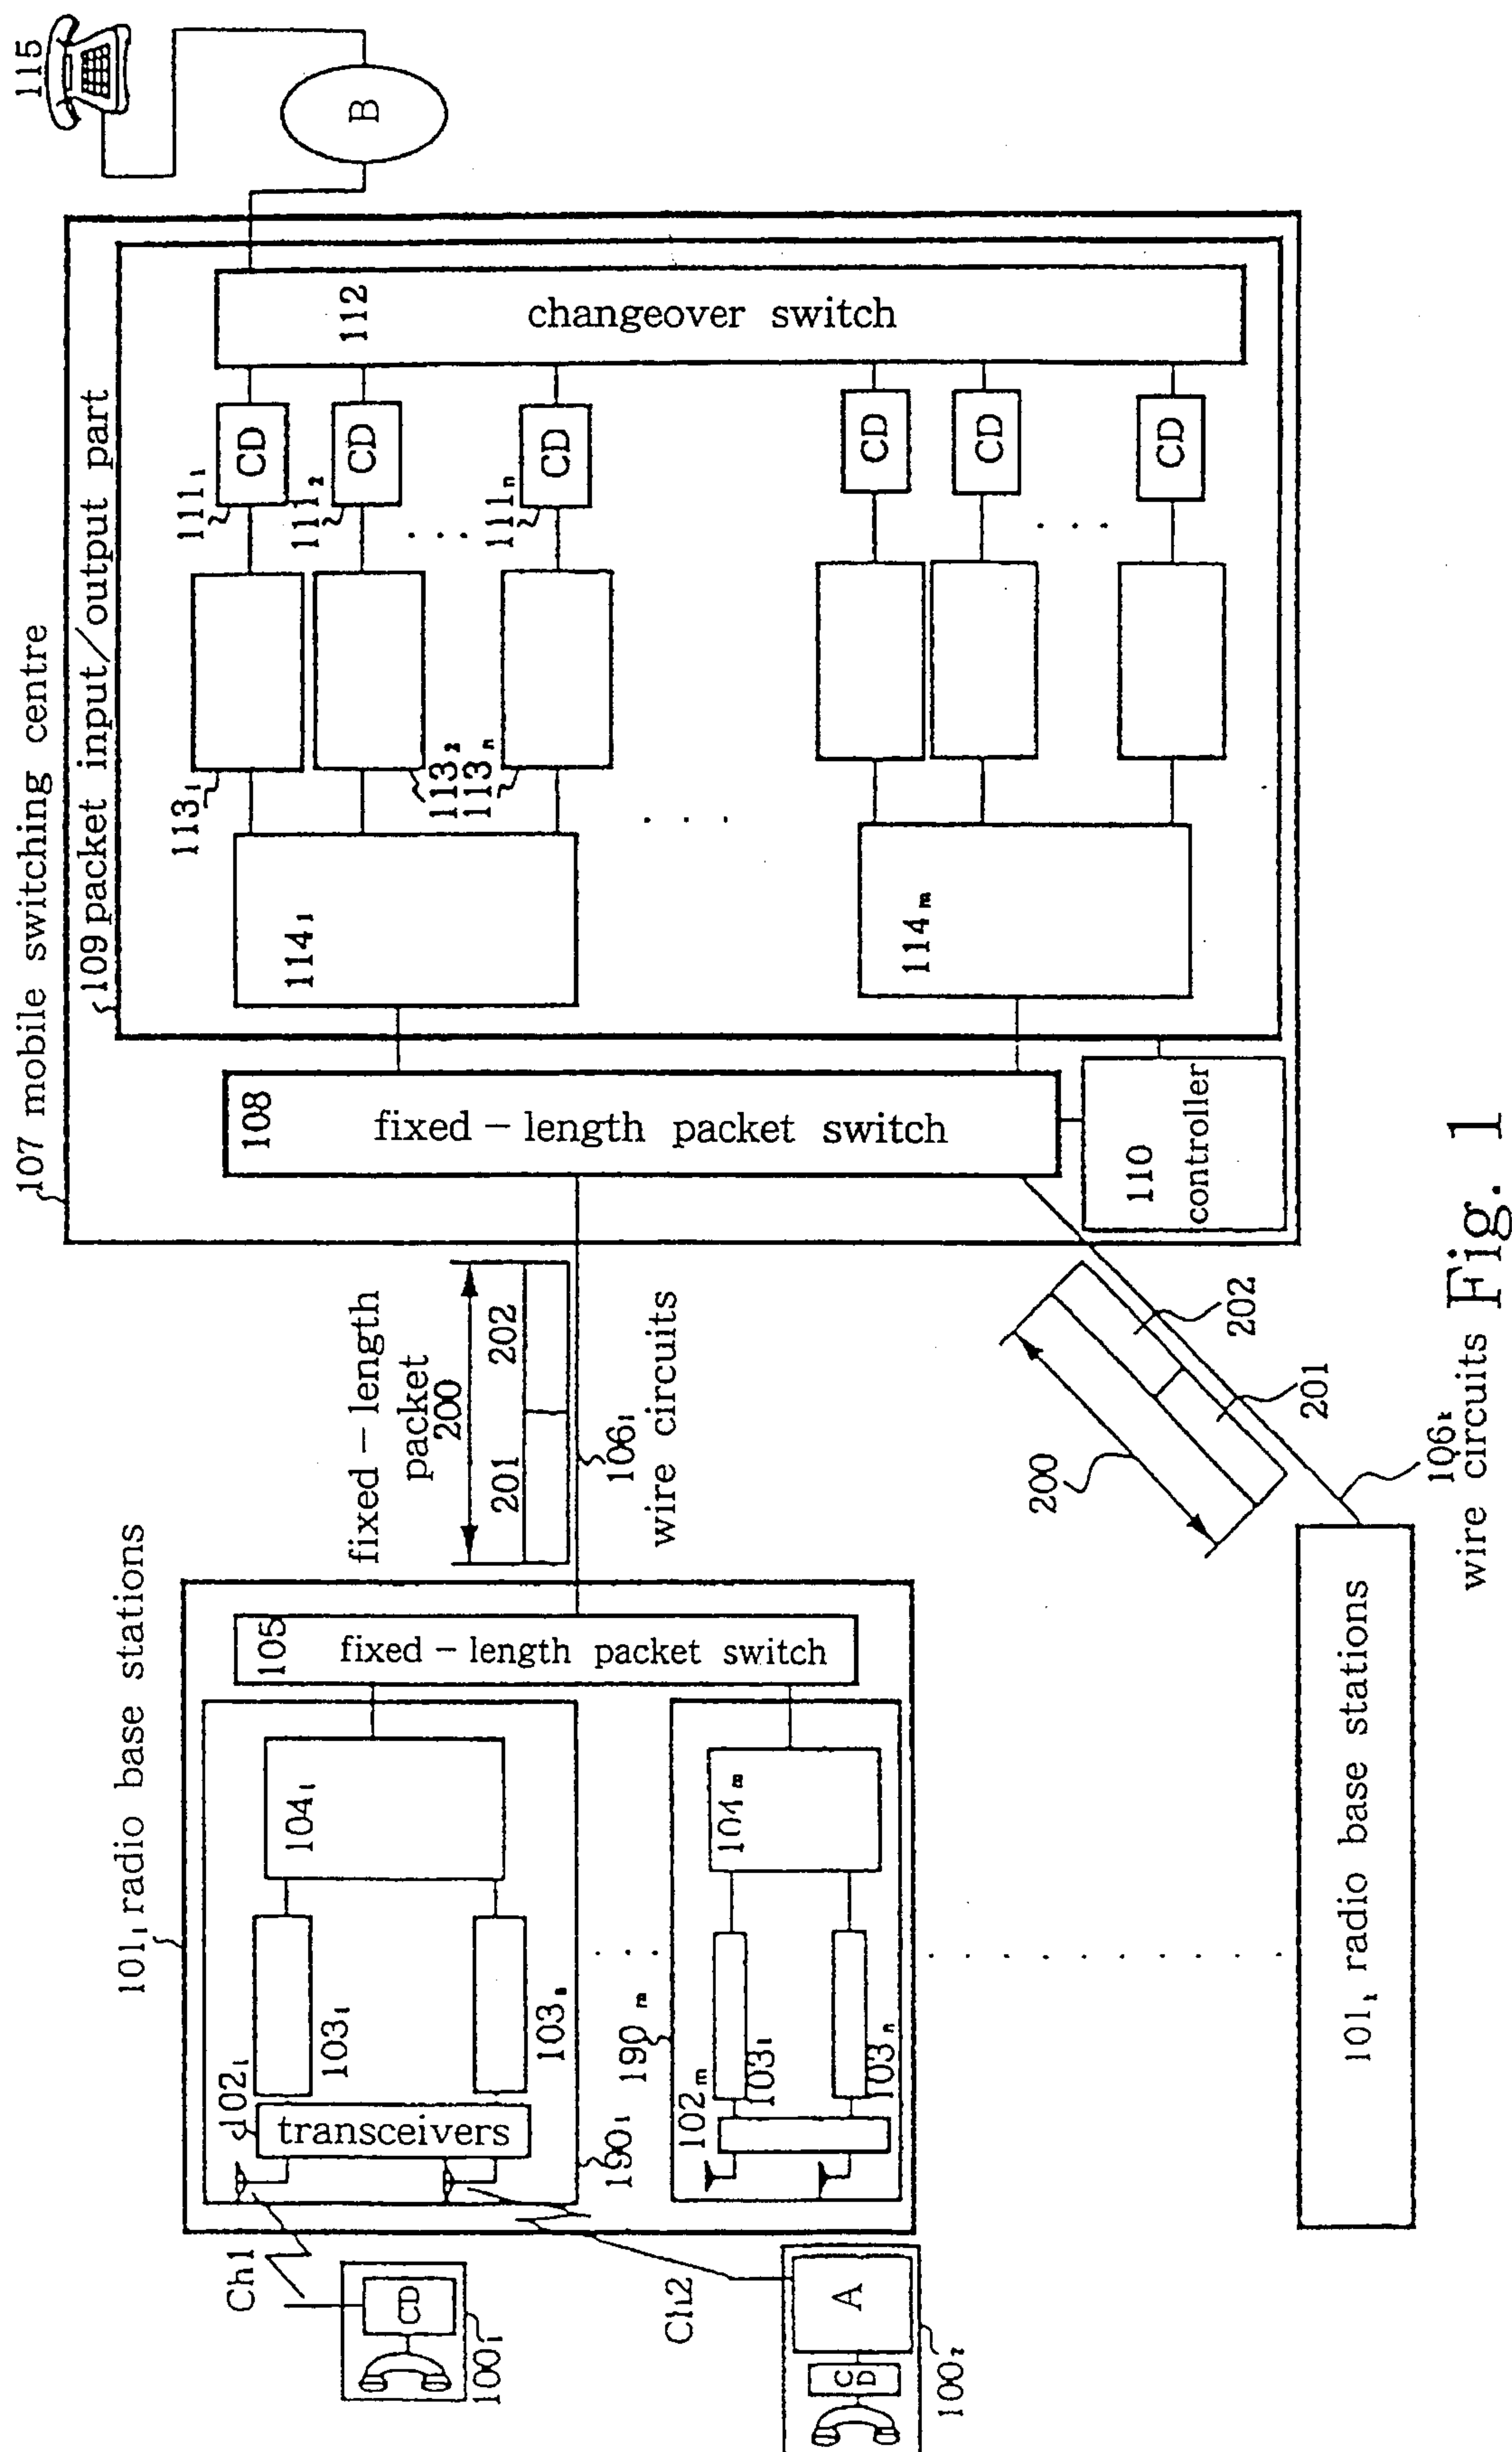 115
B
107 mobile switching centre
109 packet input/output part
112
changeover switch
111₁
CD
111₂
CD
. . .
111ₙ
CD
CD
CD
. . .
CD
113₁
113₂
113ₙ
. . . .
114₁
114ₘ
108
fixed-length packet switch
110
controller
fixed-length
packet
200
201
202
106₁
wire circuits
200
202
201
106ₖ
wire circuits
101₁ radio base stations
105
fixed-length packet switch
104₁
104ₘ
103₁
103ₙ
. . .
102₁
transceivers
190₁
190ₘ
102ₘ
103₁
103ₙ
. . . . . . . .
101ₖ radio base stations
Ch1
CD
100₁
Ch2
A
CD
100₂
Fig. 1